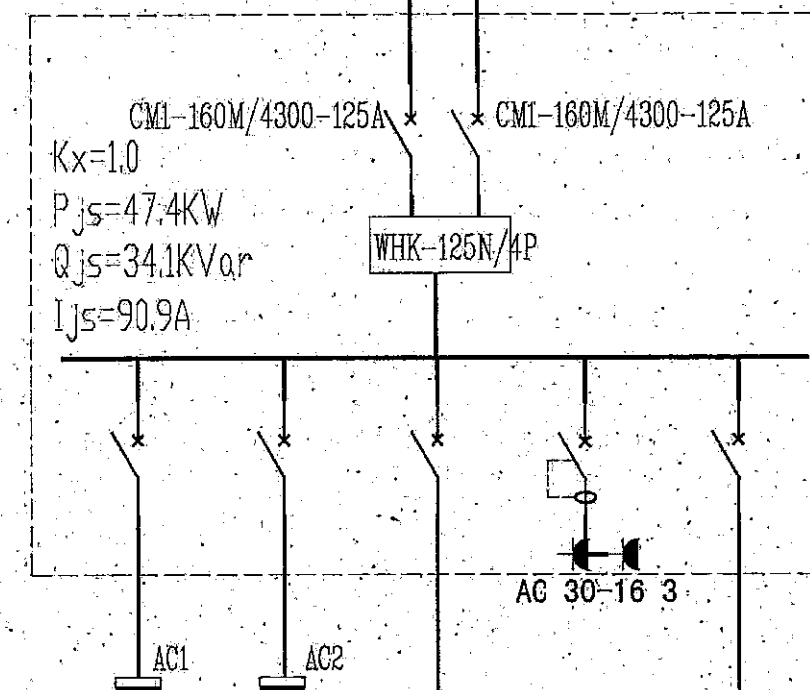 CM1-160M/4300-125A
CM1-160M/4300-125A
Kx=1.0
Pjs=47.4KW
Qjs=34.1KVar
Ijs=90.9A
WHK-125N/4P
AC 30-16 3
AC1
AC2